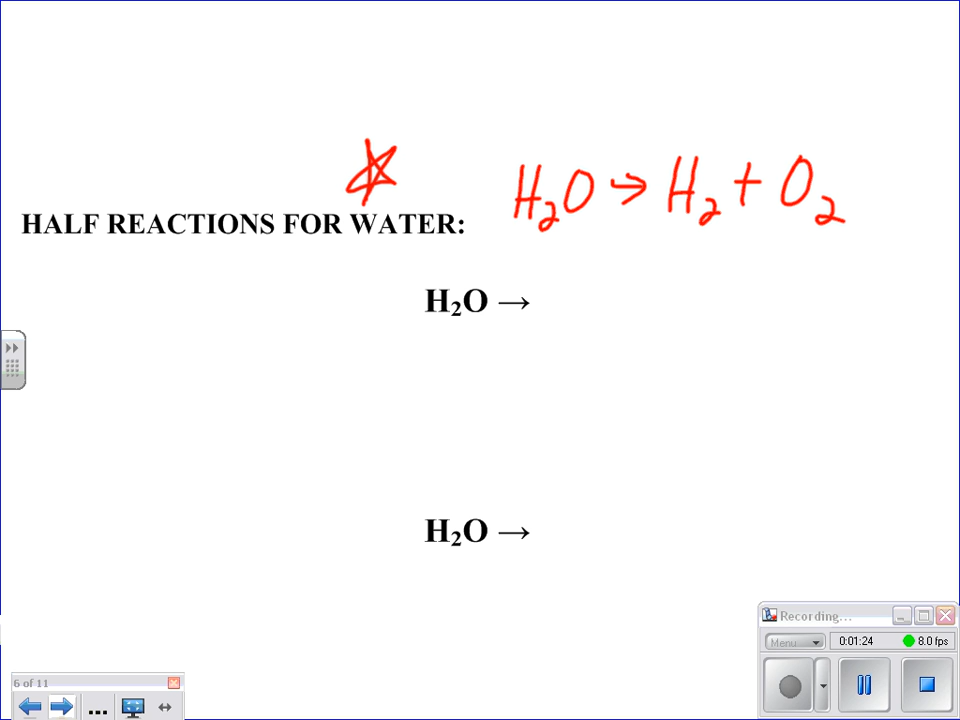 H₂O → H₂ + O₂
HALF REACTIONS FOR WATER:
H₂O →
H₂O →
Recording...
Menu
0:01:24
8.0 fps
6 of 11
...